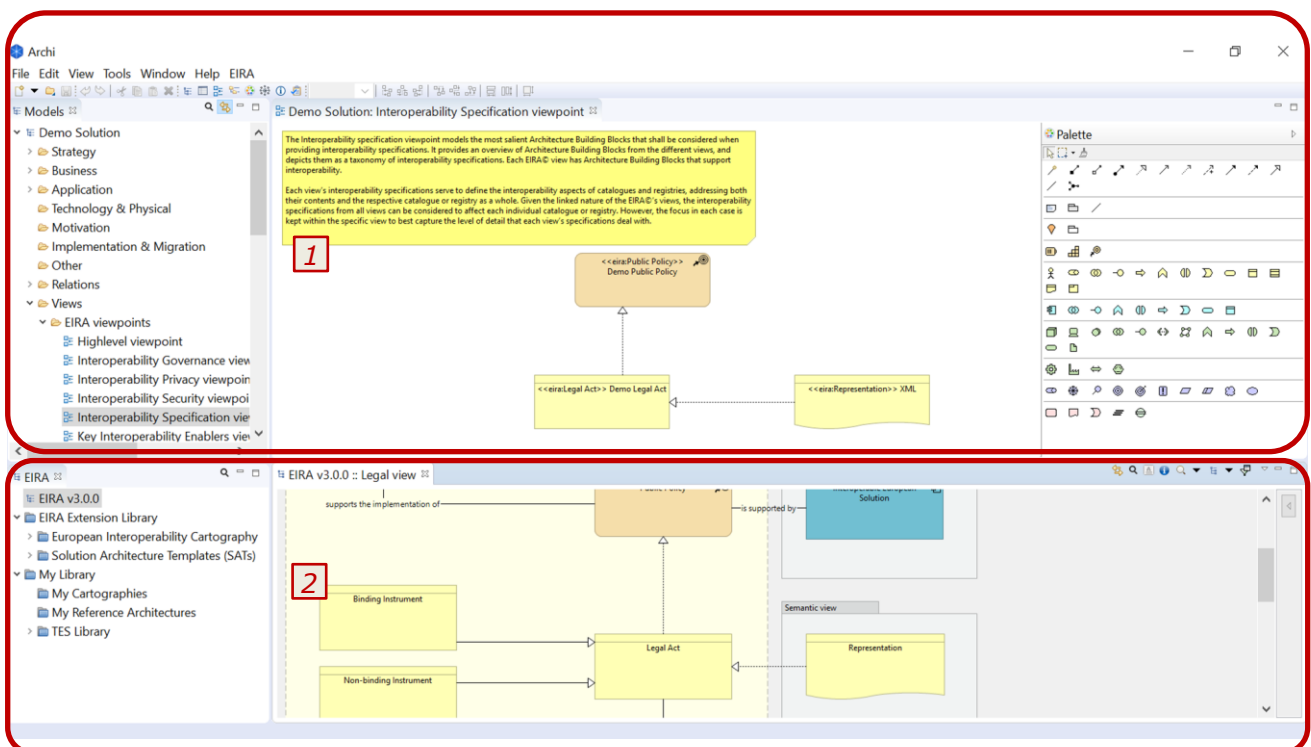 Archi
File Edit View Tools Window Help EIRA
Models
Demo Solution
Strategy
Business
Application
Technology & Physical
Motivation
Implementation & Migration
Other
Relations
Views
EIRA viewpoints
Highlevel viewpoint
Interoperability Governance view
Interoperability Privacy viewpoin
Interoperability Security viewpoi
Interoperability Specification vie
Key Interoperability Enablers vie
Demo Solution: Interoperability Specification viewpoint
The Interoperability specification viewpoint models the most salient Architecture Building Blocks that shall be considered when
providing interoperability specifications. It provides an overview of Architecture Building Blocks from the different views, and
depicts them as a taxonomy of interoperability specifications. Each EIRA© view has Architecture Building Blocks that support
interoperability.
Each view's interoperability specifications serve to define the interoperability aspects of catalogues and registries, addressing both
their contents and the respective catalogue or registry as a whole. Given the linked nature of the EIRA©'s views, the interoperability
specifications from all views can be considered to affect each individual catalogue or registry. However, the focus in each case is
kept within the specific view to best capture the level of detail that each view's specifications deal with.
1
<<eira:Public Policy>>
Demo Public Policy
<<eira:Legal Act>> Demo Legal Act
<<eira:Representation>> XML
Palette
EIRA
EIRA v3.0.0
EIRA Extension Library
European Interoperability Cartography
Solution Architecture Templates (SATs)
My Library
My Cartographies
My Reference Architectures
TES Library
EIRA v3.0.0 :: Legal view
supports the implementation of
Public Policy
is supported by
Interoperable European
Solution
2
Binding Instrument
Non-binding Instrument
Legal Act
Semantic view
Representation